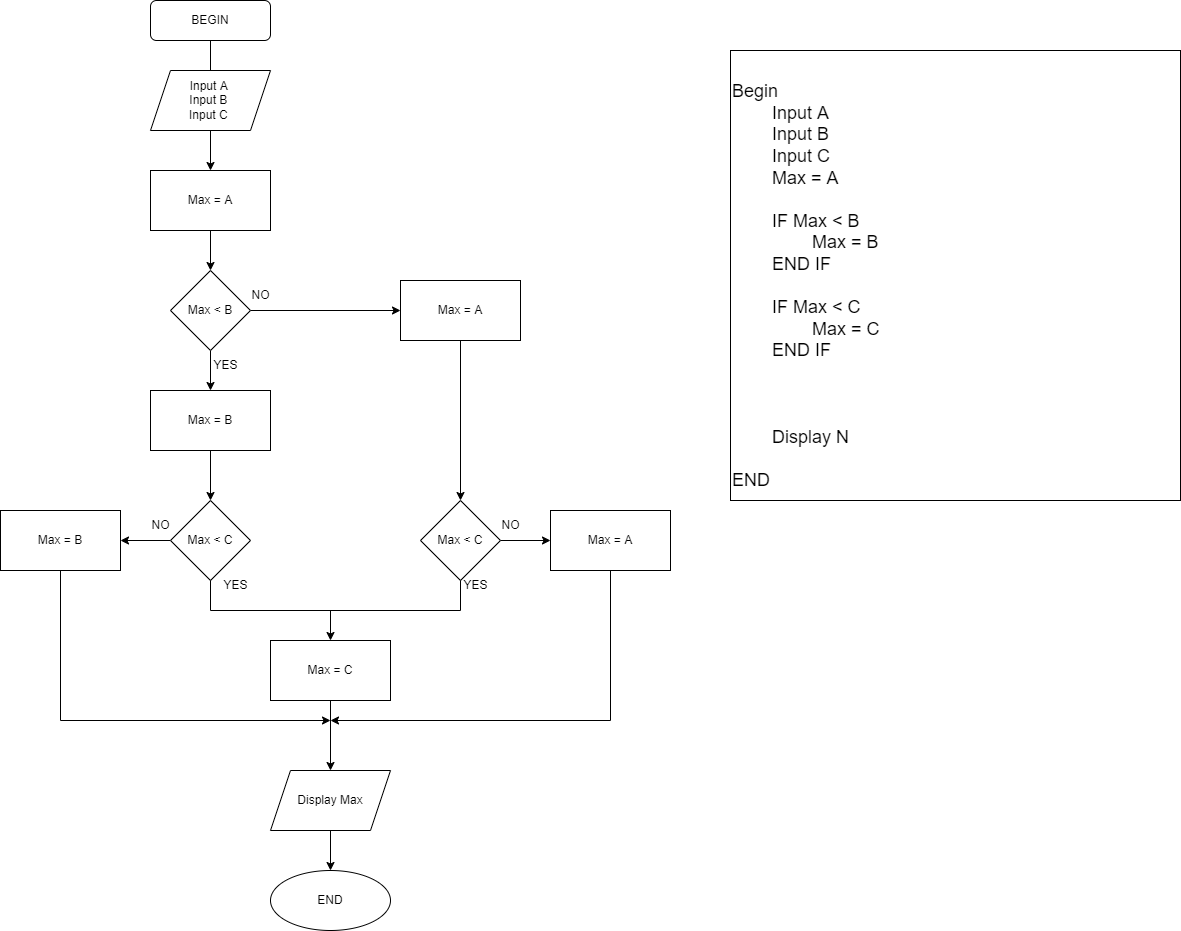 BEGIN
Input A
Input B
Input C
Max = A
Max < B
NO
Max = A
YES
Max = B
Max = B
NO
Max < C
YES
Max < C
NO
Max = A
YES
Max = C
Display Max
END
Begin
Input A
Input B
Input C
Max = A
IF Max < B
Max = B
END IF
IF Max < C
Max = C
END IF
Display N
END